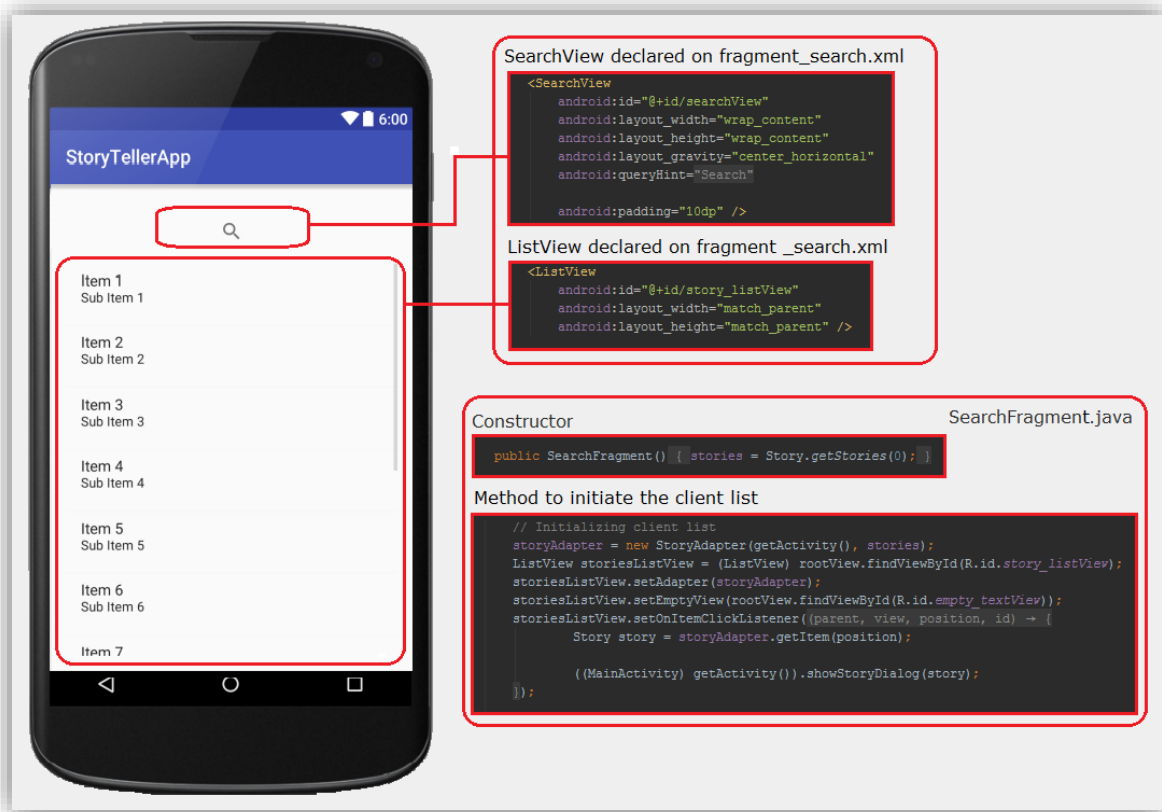 6:00
StoryTellerApp
Item 1
Sub Item 1
Item 2
Sub Item 2
Item 3
Sub Item 3
Item 4
Sub Item 4
Item 5
Sub Item 5
Item 6
Sub Item 6
Item 7
SearchView declared on fragment_search.xml
<SearchView
android:id="@+id/searchView"
android:layout_width="wrap_content"
android:layout_height="wrap_content"
android:layout_gravity="center_horizontal"
android:queryHint="Search"
android:padding="10dp" />
ListView declared on fragment _search.xml
<ListView
android:id="@+id/story_listView"
android:layout_width="match_parent"
android:layout_height="match_parent" />
SearchFragment.java
Constructor
public SearchFragment() { stories = Story.getStories(0); }
Method to initiate the client list
// Initializing client list
storyAdapter = new StoryAdapter(getActivity(), stories);
ListView storiesListView = (ListView) rootView.findViewById(R.id.story_listView);
storiesListView.setAdapter(storyAdapter);
storiesListView.setEmptyView(rootView.findViewById(R.id.empty_textView));
storiesListView.setOnItemClickListener((parent, view, position, id) → {
Story story = storyAdapter.getItem(position);
((MainActivity) getActivity()).showStoryDialog(story);
});